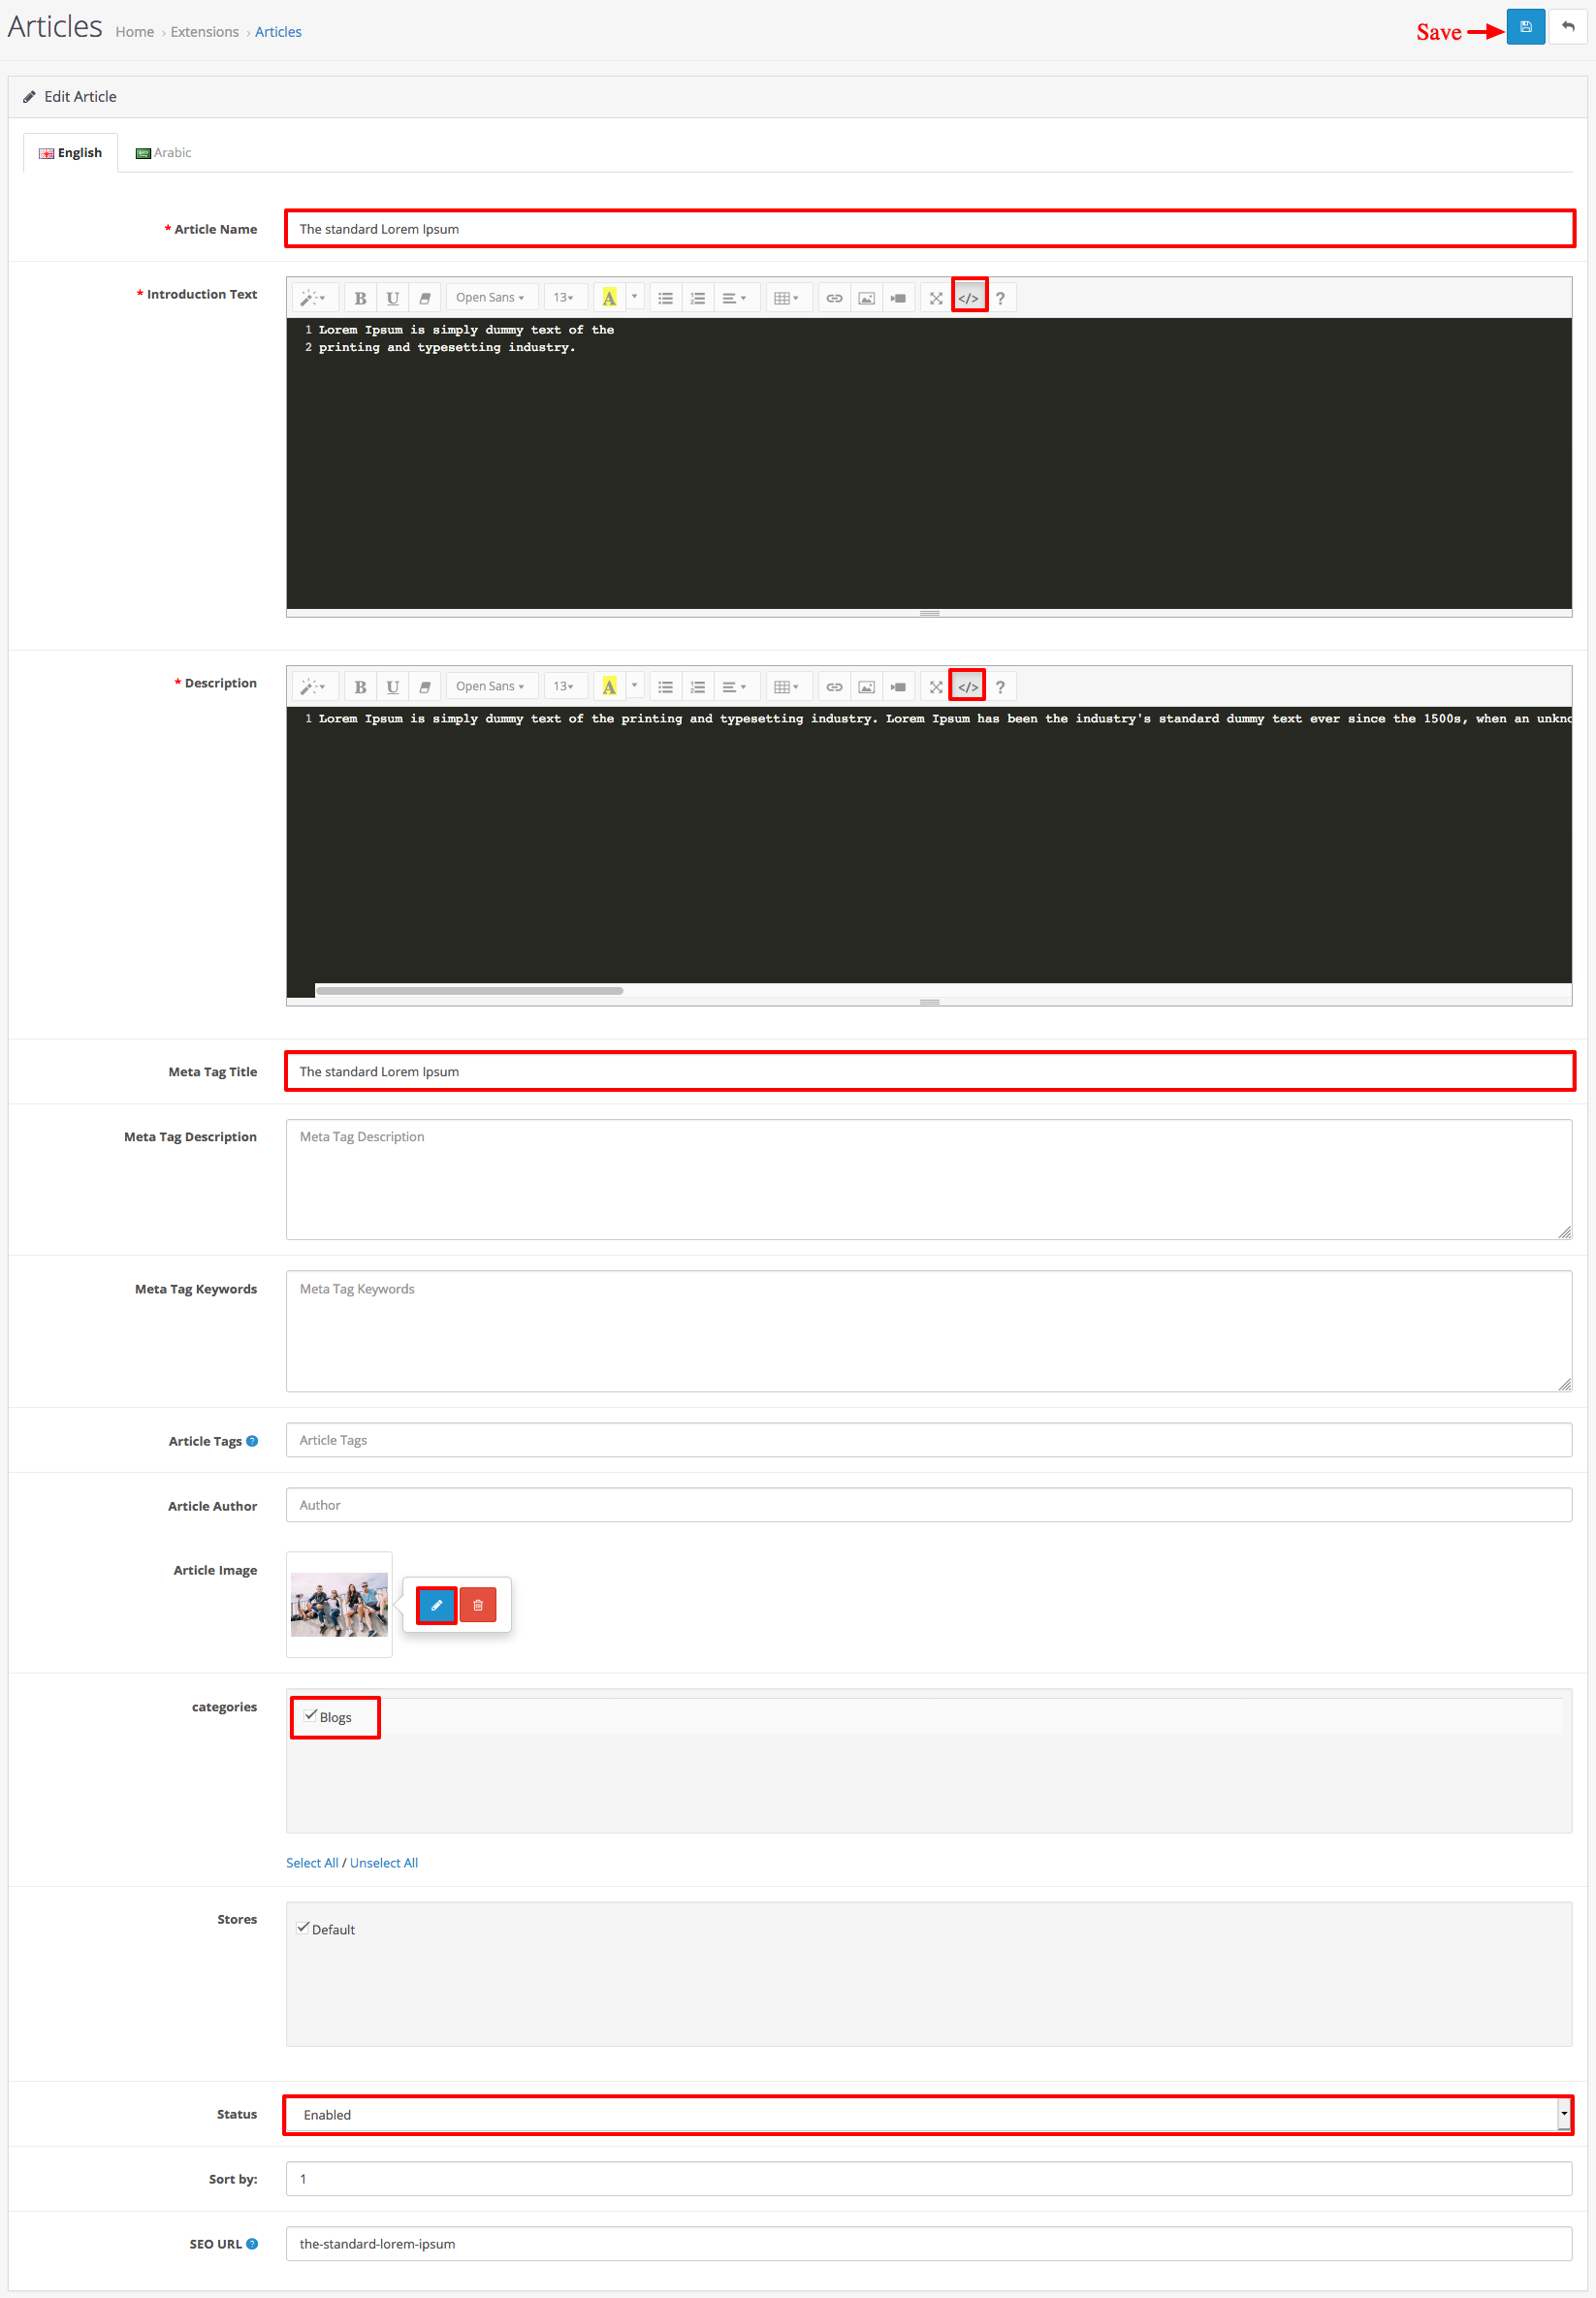 Articles Home › Extensions › Articles
Save
Edit Article
English Arabic
* Article Name The standard Lorem Ipsum
* Introduction Text
B U Open Sans 13 A </> ?
1 Lorem Ipsum is simply dummy text of the
2 printing and typesetting industry.
* Description
B U Open Sans 13 A </> ?
1 Lorem Ipsum is simply dummy text of the printing and typesetting industry. Lorem Ipsum has been the industry's standard dummy text ever since the 1500s, when an
Meta Tag Title The standard Lorem Ipsum
Meta Tag Description Meta Tag Description
Meta Tag Keywords Meta Tag Keywords
Article Tags ? Article Tags
Article Author Author
Article Image
categories Blogs
Select All / Unselect All
Stores Default
Status Enabled
Sort by: 1
SEO URL ? the-standard-lorem-ipsum